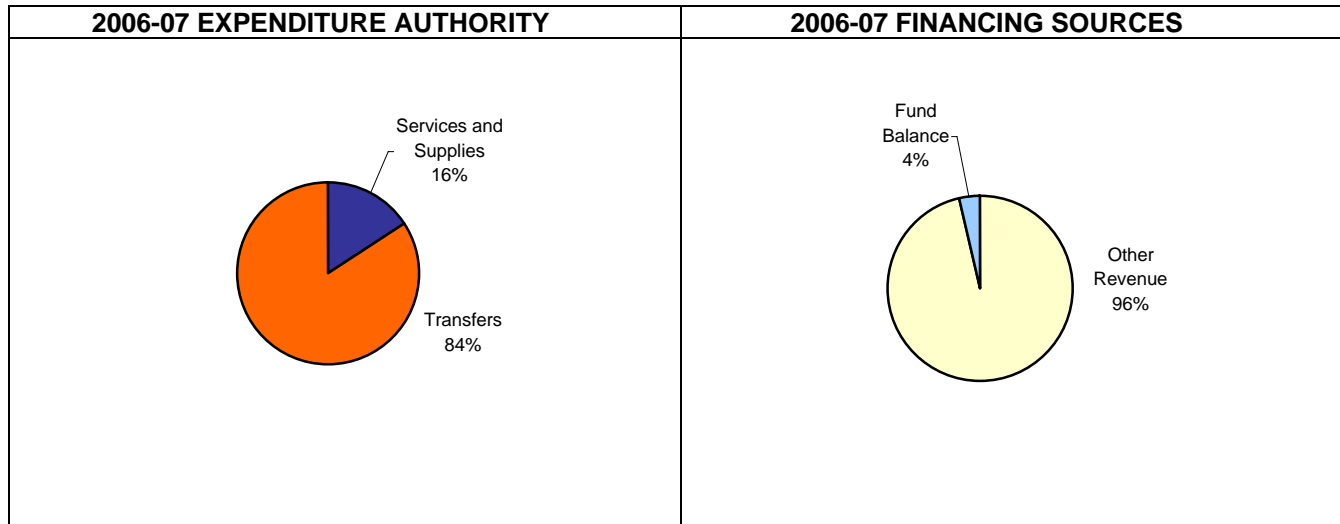 2006-07 EXPENDITURE AUTHORITY
Services and
Supplies
16%
Transfers
84%
2006-07 FINANCING SOURCES
Fund
Balance
4%
Other
Revenue
96%